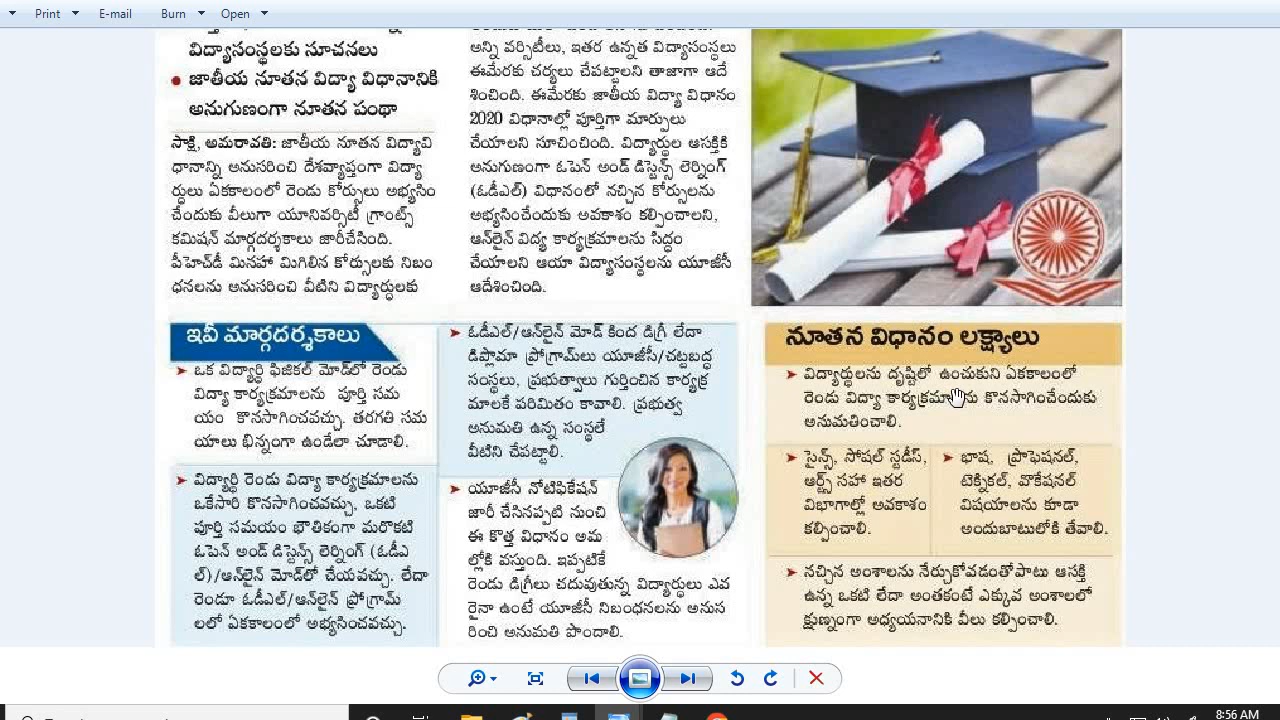 Print
E-mail
Burn
Open
విద్యాసంస్థలకు సూచనలు
జాతీయ నూతన విద్యా విధానానికి
అనుగుణంగా నూతన పంథా
సాక్షి, అమరావతి: జాతీయ నూతన విద్యావి
ధానాన్ని అనుసరించి దేశవ్యాప్తంగా విద్యా
ర్థులు ఏకకాలంలో రెండు కోర్సులు అభ్యసిం
చేందుకు వీలుగా యూనివర్సిటీ గ్రాంట్స్
కమిషన్ మార్గదర్శకాలు జారీచేసింది.
పీహెచ్‌డీ మినహా మిగిలిన కోర్సులకు నిబం
ధనలను అనుసరించి వీటిని విద్యార్థులకు
అన్ని వర్సిటీలు, ఇతర ఉన్నత విద్యాసంస్థలు
ఈమేరకు చర్యలు చేపట్టాలని తాజాగా ఆదే
శించింది. ఈమేరకు జాతీయ విద్యా విధానం
2020 విధానాల్లో పూర్తిగా మార్పులు
చేయాలని సూచించింది. విద్యార్థుల ఆసక్తికి
అనుగుణంగా ఓపెన్ అండ్ డిస్టెన్స్ లెర్నింగ్
(ఓడీఎల్) విధానంలో నచ్చిన కోర్సులను
అభ్యసించేందుకు అవకాశం కల్పించాలని,
ఆన్‌లైన్ విద్య కార్యక్రమాలను సిద్ధం
చేయాలని ఆయా విద్యాసంస్థలను యూజీసీ
ఆదేశించింది.
ఇవీ మార్గదర్శకాలు
ఒక విద్యార్థి ఫిజికల్ మోడ్‌లో రెండు
విద్యా కార్యక్రమాలను పూర్తి సమ
యం కొనసాగించవచ్చు. తరగతి సమ
యాలు భిన్నంగా ఉండేలా చూడాలి.
విద్యార్థి రెండు విద్యా కార్యక్రమాలను
ఒకేసారి కొనసాగించవచ్చు. ఒకటి
పూర్తి సమయం భౌతికంగా మరొకటి
ఓపెన్ అండ్ డిస్టెన్స్ లెర్నింగ్ (ఓడీఎ
ల్)/ఆన్‌లైన్ మోడ్‌లో చేయవచ్చు. లేదా
రెండూ ఓడీఎల్/ఆన్‌లైన్ ప్రోగ్రామ్
లలో ఏకకాలంలో అభ్యసించవచ్చు.
ఓడీఎల్/ఆన్‌లైన్ మోడ్ కింద డిగ్రీ లేదా
డిప్లొమా ప్రోగ్రామ్‌లు యూజీసీ/చట్టబద్ధ
సంస్థలు, ప్రభుత్వాలు గుర్తించిన కార్యక్ర
మాలకే పరిమితం కావాలి. ప్రభుత్వ
అనుమతి ఉన్న సంస్థలే
వీటిని చేపట్టాలి.
యూజీసీ నోటిఫికేషన్
జారీ చేసినప్పటి నుంచి
ఈ కొత్త విధానం అమ
ల్లోకి వస్తుంది. ఇప్పటికే
రెండు డిగ్రీలు చదువుతున్న విద్యార్థులు ఎవ
రైనా ఉంటే యూజీసీ నిబంధనలను అనుస
రించి అనుమతి పొందాలి.
నూతన విధానం లక్ష్యాలు
విద్యార్థులను దృష్టిలో ఉంచుకుని ఏకకాలంలో
రెండు విద్యా కార్యక్రమాలను కొనసాగించేందుకు
అనుమతించాలి.
సైన్స్, సోషల్ స్టడీస్,
ఆర్ట్స్ సహా ఇతర
విభాగాల్లో అవకాశం
కల్పించాలి.
భాష, ప్రొఫెషనల్,
టెక్నికల్, వొకేషనల్
విషయాలను కూడా
అందుబాటులోకి తేవాలి.
నచ్చిన అంశాలను నేర్చుకోవడంతోపాటు ఆసక్తి
ఉన్న ఒకటి లేదా అంతకంటే ఎక్కువ అంశాలలో
క్షుణ్నంగా అధ్యయనానికి వీలు కల్పించాలి.
8:56 AM